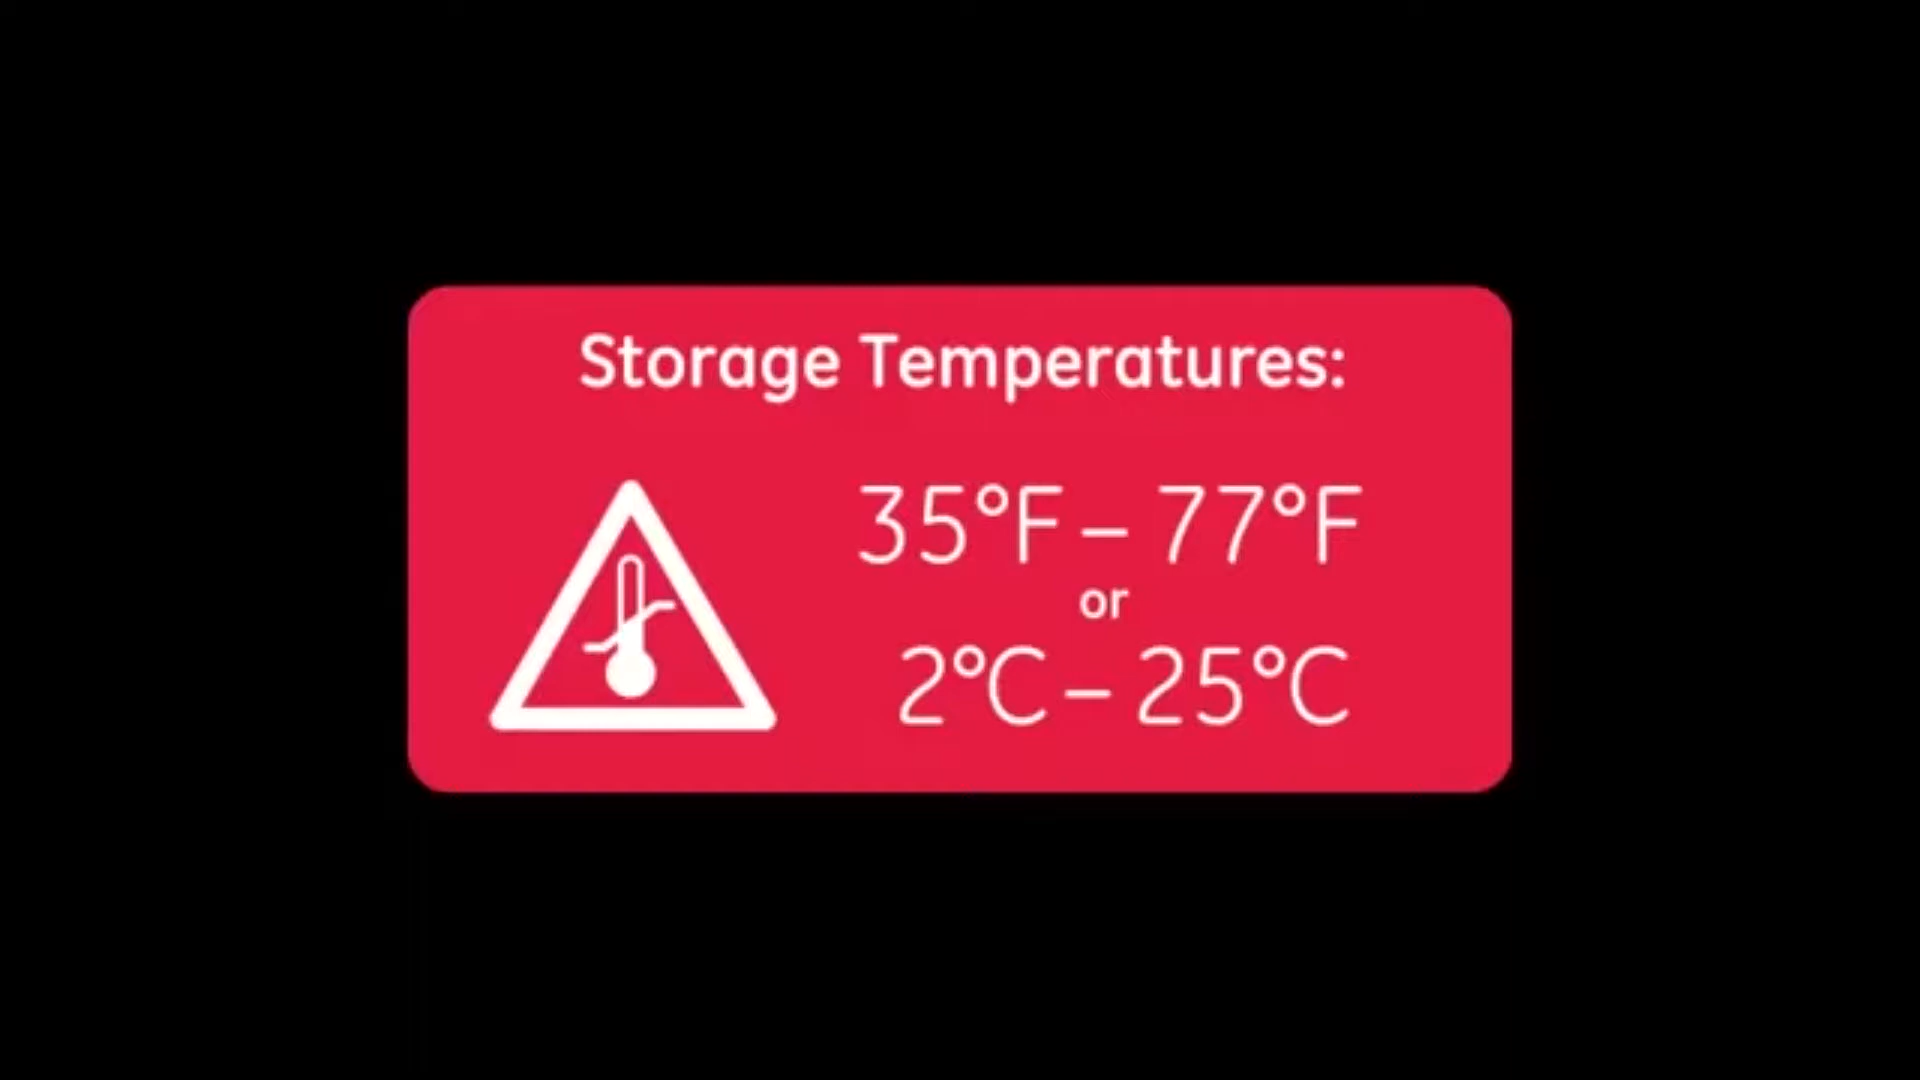 Storage Temperatures:
35°F – 77°F
or
2°C – 25°C